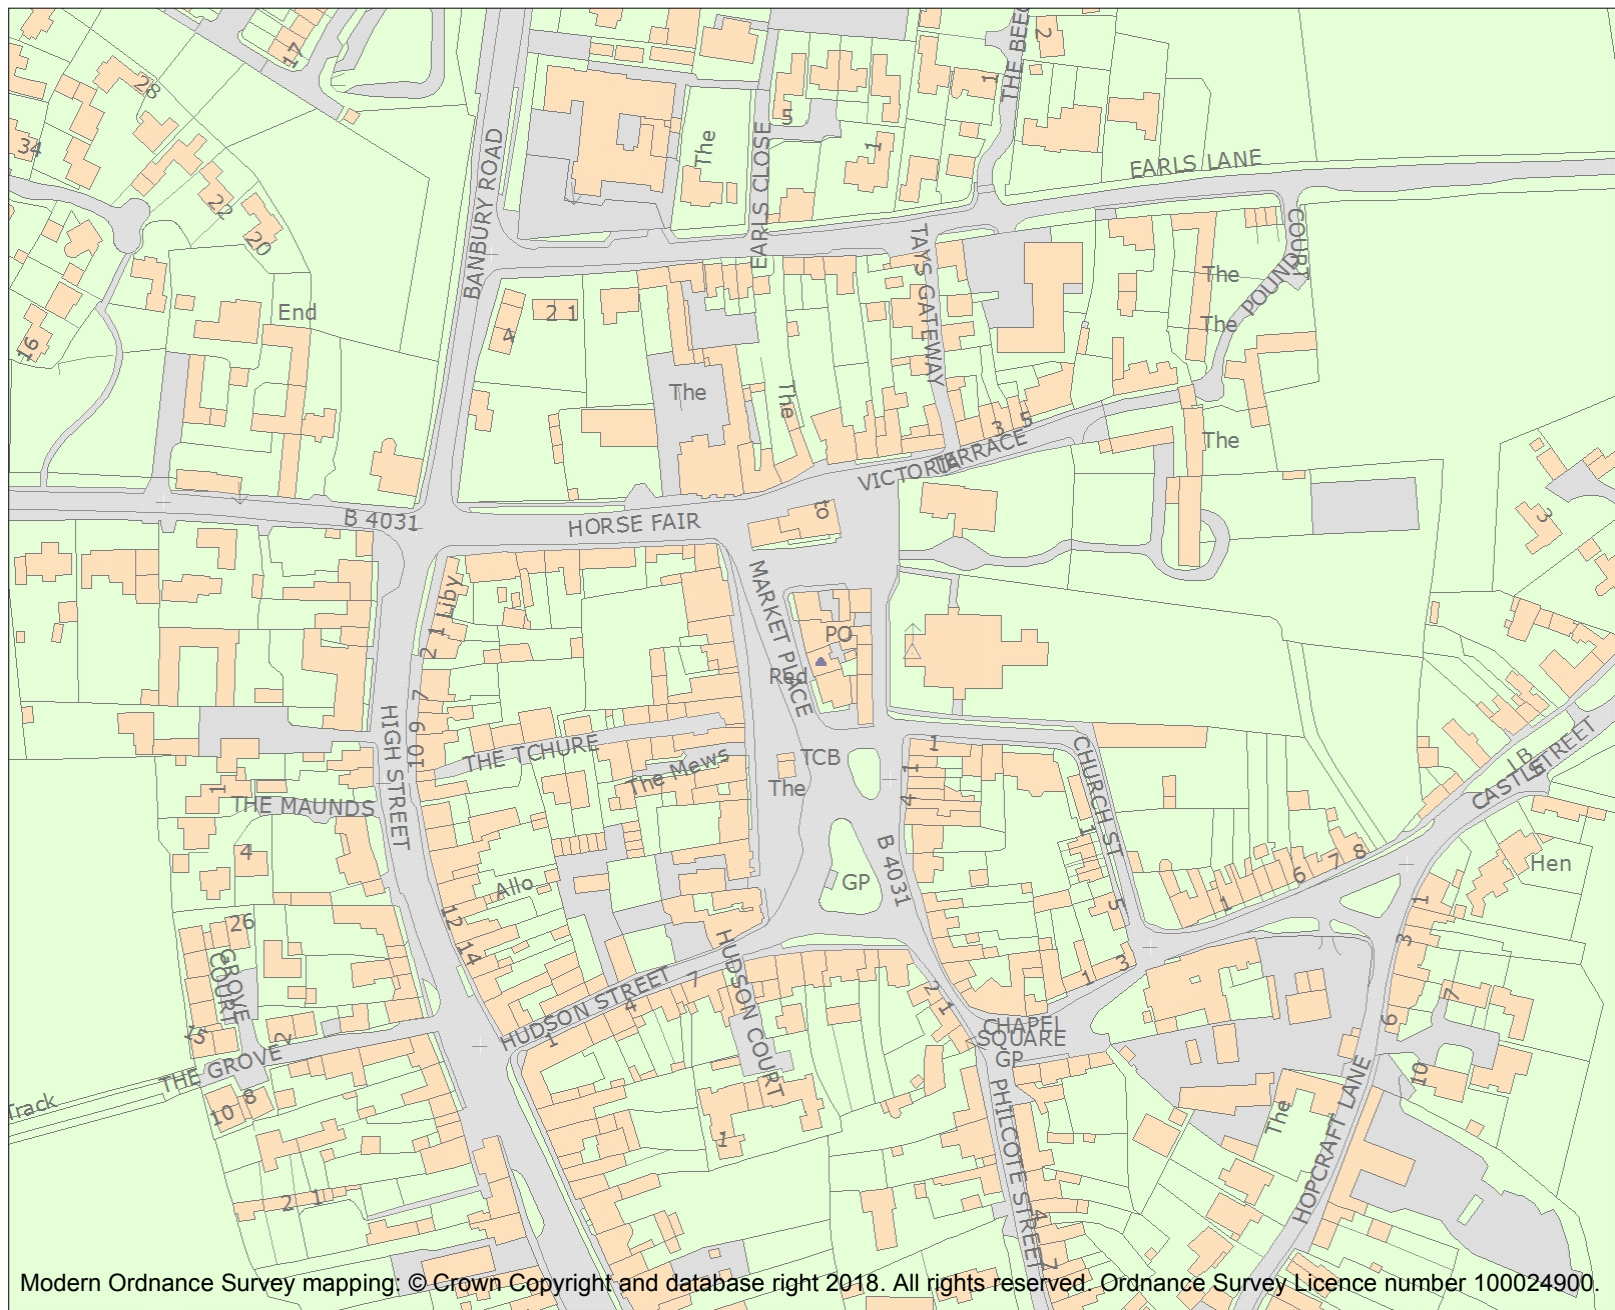 17
28
34
22
20
16
End
BANBURY ROAD
The
EARLS CLOSE
5
1
1
2
EARLS LANE
TAYS GATEWAY
COURT
POUND
The
The
The
4
2 1
The
The
3
5
VICTORIA
TERRACE
B 4031
HORSE FAIR
to
3
Liby
2 1
MARKET PLACE
PO
Red
7
9
10
HIGH STREET
THE TCHURE
The Mews
TCB
The
1
1
4
CHURCH ST
LB
CASTLE
STREET
1
THE MAUNDS
4
Allo
GP
B 4031
1
5
1
6
7
8
Hen
26
GROVE
COURT
15
2
12
14
HUDSON STREET
HUDSON COURT
1
4
7
2
1
1
3
1
3
6
7
10
CHAPEL
SQUARE
GP
THE GROVE
Track
10
8
2
1
1
PHILCOTE STREET
4
7
The
HOPCRAFT LANE
Modern Ordnance Survey mapping: © Crown Copyright and database right 2018. All rights reserved. Ordnance Survey Licence number 100024900.